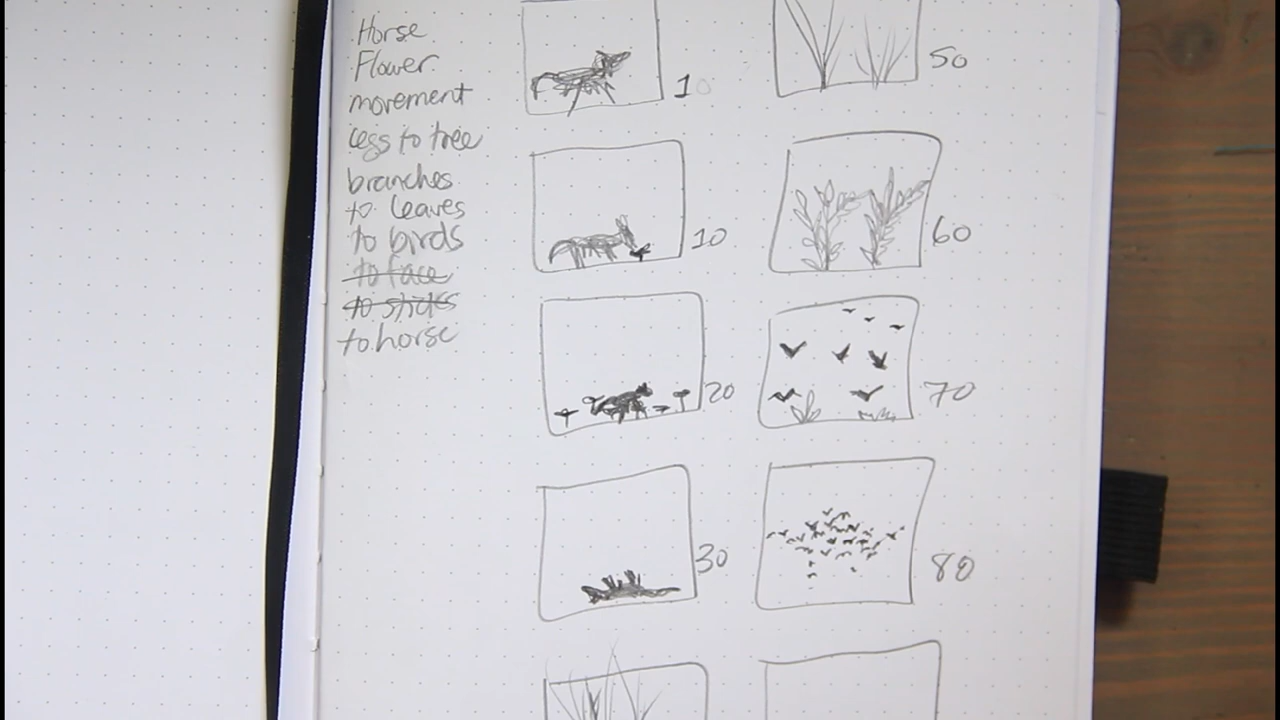 Horse
Flower
movement
legs to tree
branches
to leaves
to birds
to face
to sticks
to horse
10
10
20
30
50
60
70
80